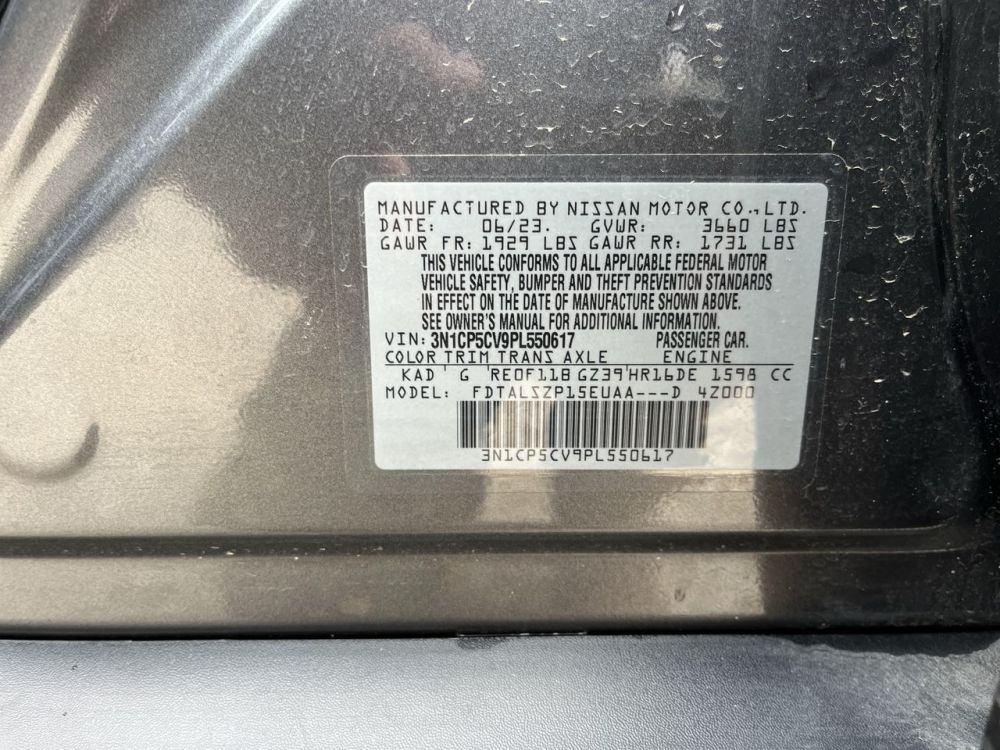 MANUFACTURED BY NISSAN MOTOR CO.,LTD.
DATE: 06/23. GVWR: 3660 LBS
GAWR FR: 1929 LBS GAWR RR: 1731 LBS
THIS VEHICLE CONFORMS TO ALL APPLICABLE FEDERAL MOTOR
VEHICLE SAFETY, BUMPER AND THEFT PREVENTION STANDARDS
IN EFFECT ON THE DATE OF MANUFACTURE SHOWN ABOVE.
SEE OWNER'S MANUAL FOR ADDITIONAL INFORMATION.
VIN: 3N1CP5CV9PL550617 PASSENGER CAR.
COLOR TRIM TRANS AXLE ENGINE
KAD G RE0F11B GZ39 HR16DE 1598 CC
MODEL: FDTALSZP15EUAA---D 4Z000
3N1CP5CV9PL550617